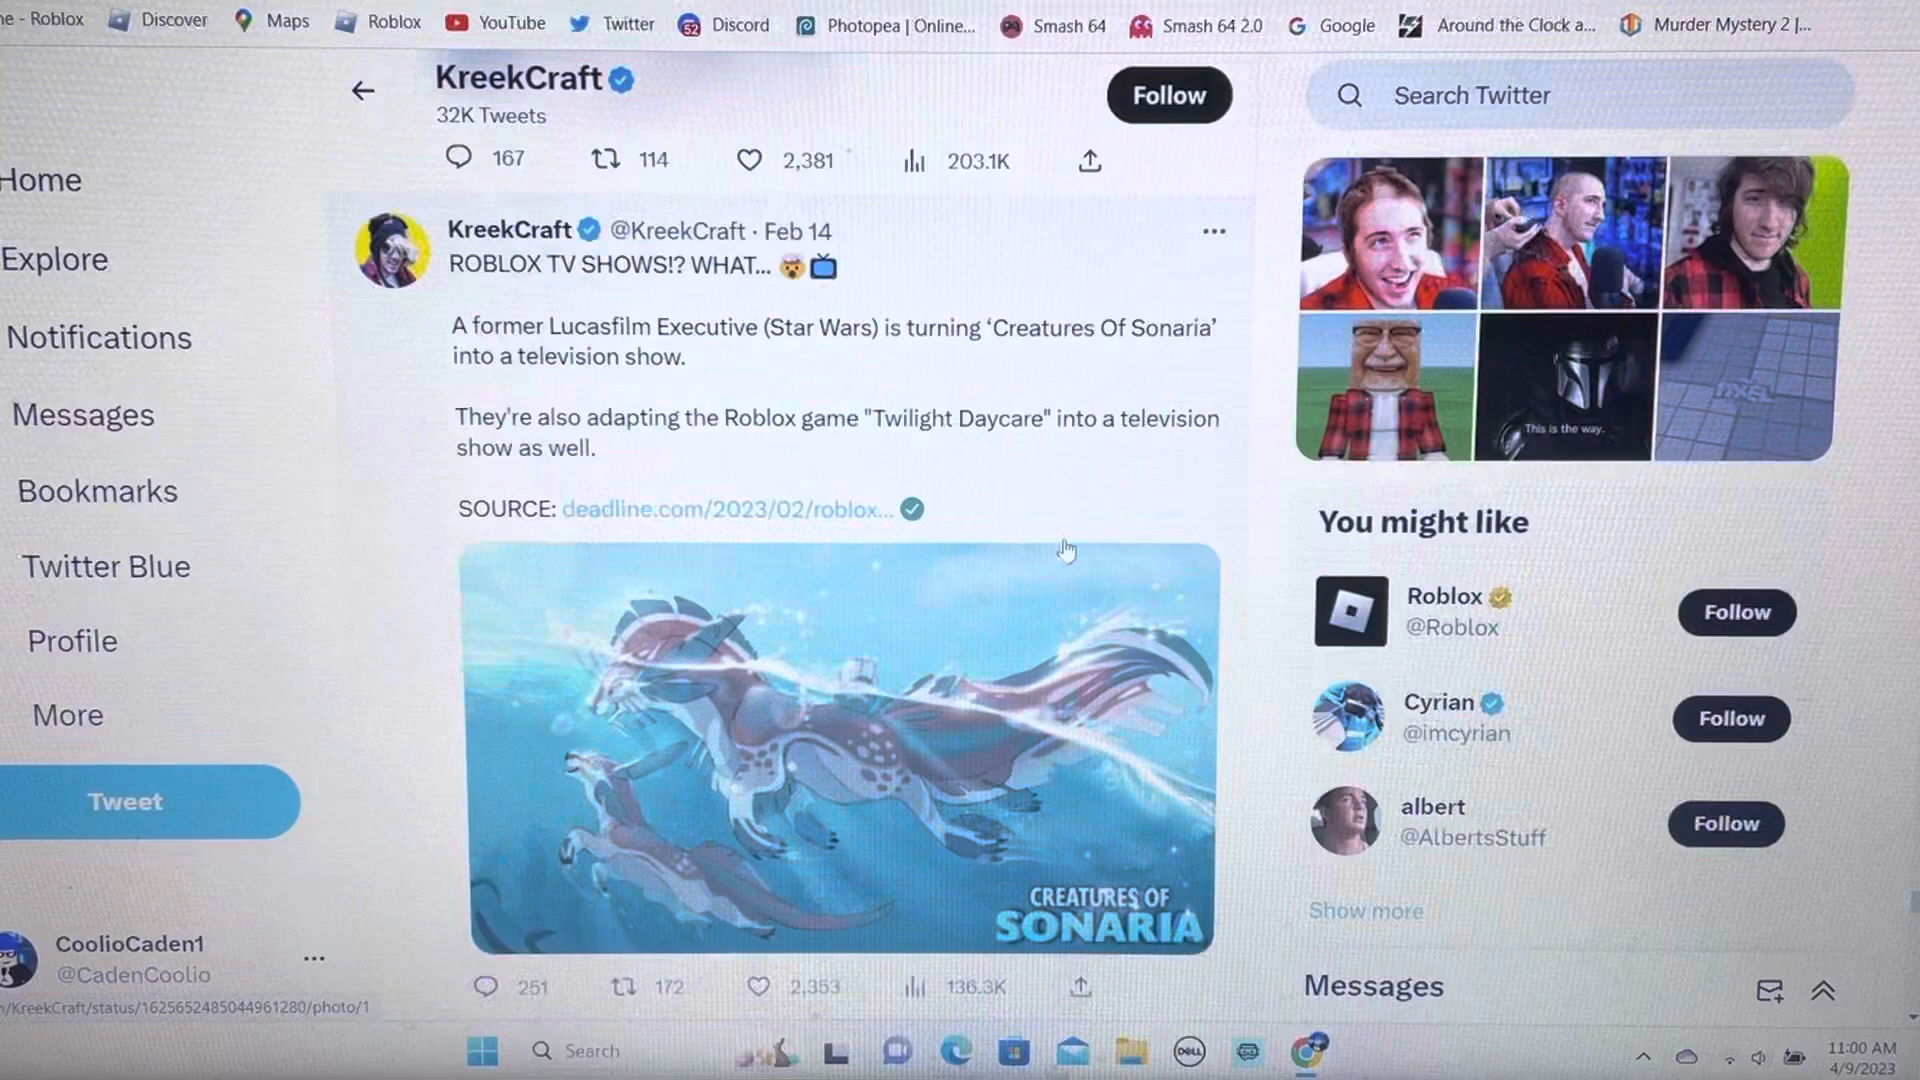 ne - Roblox
Discover
Maps
Roblox
YouTube
Twitter
Discord
Photopea | Online...
Smash 64
Smash 64 2.0
Google
Around the Clock a...
Murder Mystery 2 |...
KreekCraft
32K Tweets
Follow
Search Twitter
167
114
2,381
203.1K
Home
Explore
Notifications
Messages
Bookmarks
Twitter Blue
Profile
More
Tweet
CoolioCaden1
@CadenCoolio
KreekCraft @KreekCraft · Feb 14
ROBLOX TV SHOWS!? WHAT... 🤯📺
A former Lucasfilm Executive (Star Wars) is turning ‘Creatures Of Sonaria’
into a television show.
They're also adapting the Roblox game "Twilight Daycare" into a television
show as well.
SOURCE: deadline.com/2023/02/roblox...
CREATURES OF
SONARIA
251
172
2,353
136.3K
This is the way.
You might like
Roblox
@Roblox
Follow
Cyrian
@imcyrian
Follow
albert
@AlbertsStuff
Follow
Show more
Messages
/KreekCraft/status/1625652485044961280/photo/1
Search
DELL
11:00 AM
4/9/2023